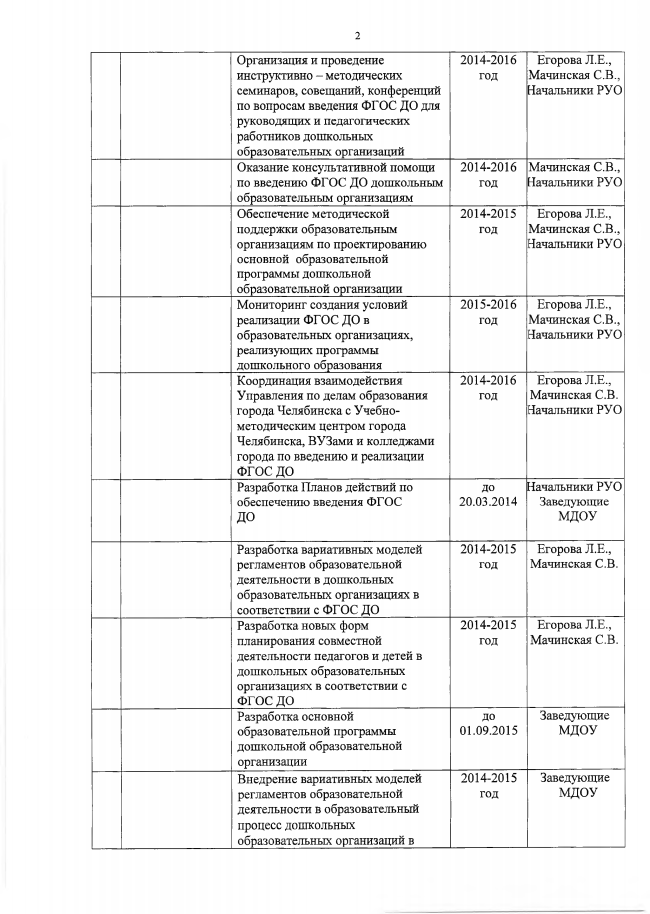 2
Организация и проведение
инструктивно – методических
семинаров, совещаний, конференций
по вопросам введения ФГОС ДО для
руководящих и педагогических
работников дошкольных
образовательных организаций
2014-2016
год
Егорова Л.Е.,
Мачинская С.В.,
Начальники РУО
Оказание консультативной помощи
по введению ФГОС ДО дошкольным
образовательным организациям
2014-2016
год
Мачинская С.В.,
Начальники РУО
Обеспечение методической
поддержки образовательным
организациям по проектированию
основной образовательной
программы дошкольной
образовательной организации
2014-2015
год
Егорова Л.Е.,
Мачинская С.В.,
Начальники РУО
Мониторинг создания условий
реализации ФГОС ДО в
образовательных организациях,
реализующих программы
дошкольного образования
2015-2016
год
Егорова Л.Е.,
Мачинская С.В.,
Начальники РУО
Координация взаимодействия
Управления по делам образования
города Челябинска с Учебно-
методическим центром города
Челябинска, ВУЗами и колледжами
города по введению и реализации
ФГОС ДО
2014-2016
год
Егорова Л.Е.,
Мачинская С.В.
Начальники РУО
Разработка Планов действий по
обеспечению введения ФГОС
ДО
до
20.03.2014
Начальники РУО
Заведующие
МДОУ
Разработка вариативных моделей
регламентов образовательной
деятельности в дошкольных
образовательных организациях в
соответствии с ФГОС ДО
2014-2015
год
Егорова Л.Е.,
Мачинская С.В.
Разработка новых форм
планирования совместной
деятельности педагогов и детей в
дошкольных образовательных
организациях в соответствии с
ФГОС ДО
2014-2015
год
Егорова Л.Е.,
Мачинская С.В.
Разработка основной
образовательной программы
дошкольной образовательной
организации
до
01.09.2015
Заведующие
МДОУ
Внедрение вариативных моделей
регламентов образовательной
деятельности в образовательный
процесс дошкольных
образовательных организаций в
2014-2015
год
Заведующие
МДОУ